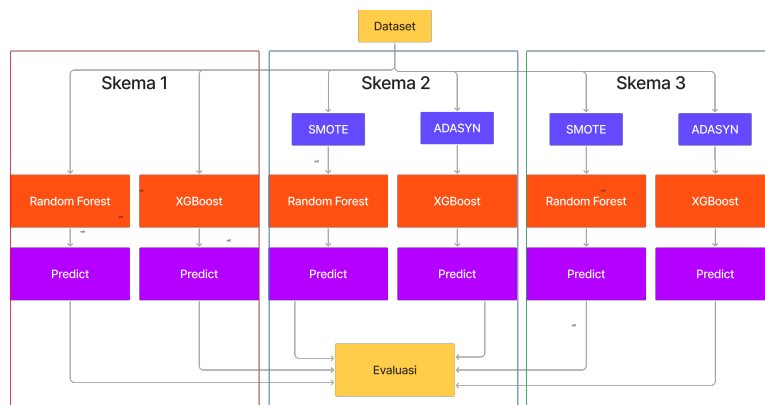 Dataset
Skema 1
Skema 2
Skema 3
SMOTE
ADASYN
SMOTE
ADASYN
Random Forest
XGBoost
Random Forest
XGBoost
Random Forest
XGBoost
Predict
Predict
Predict
Predict
Predict
Predict
Evaluasi